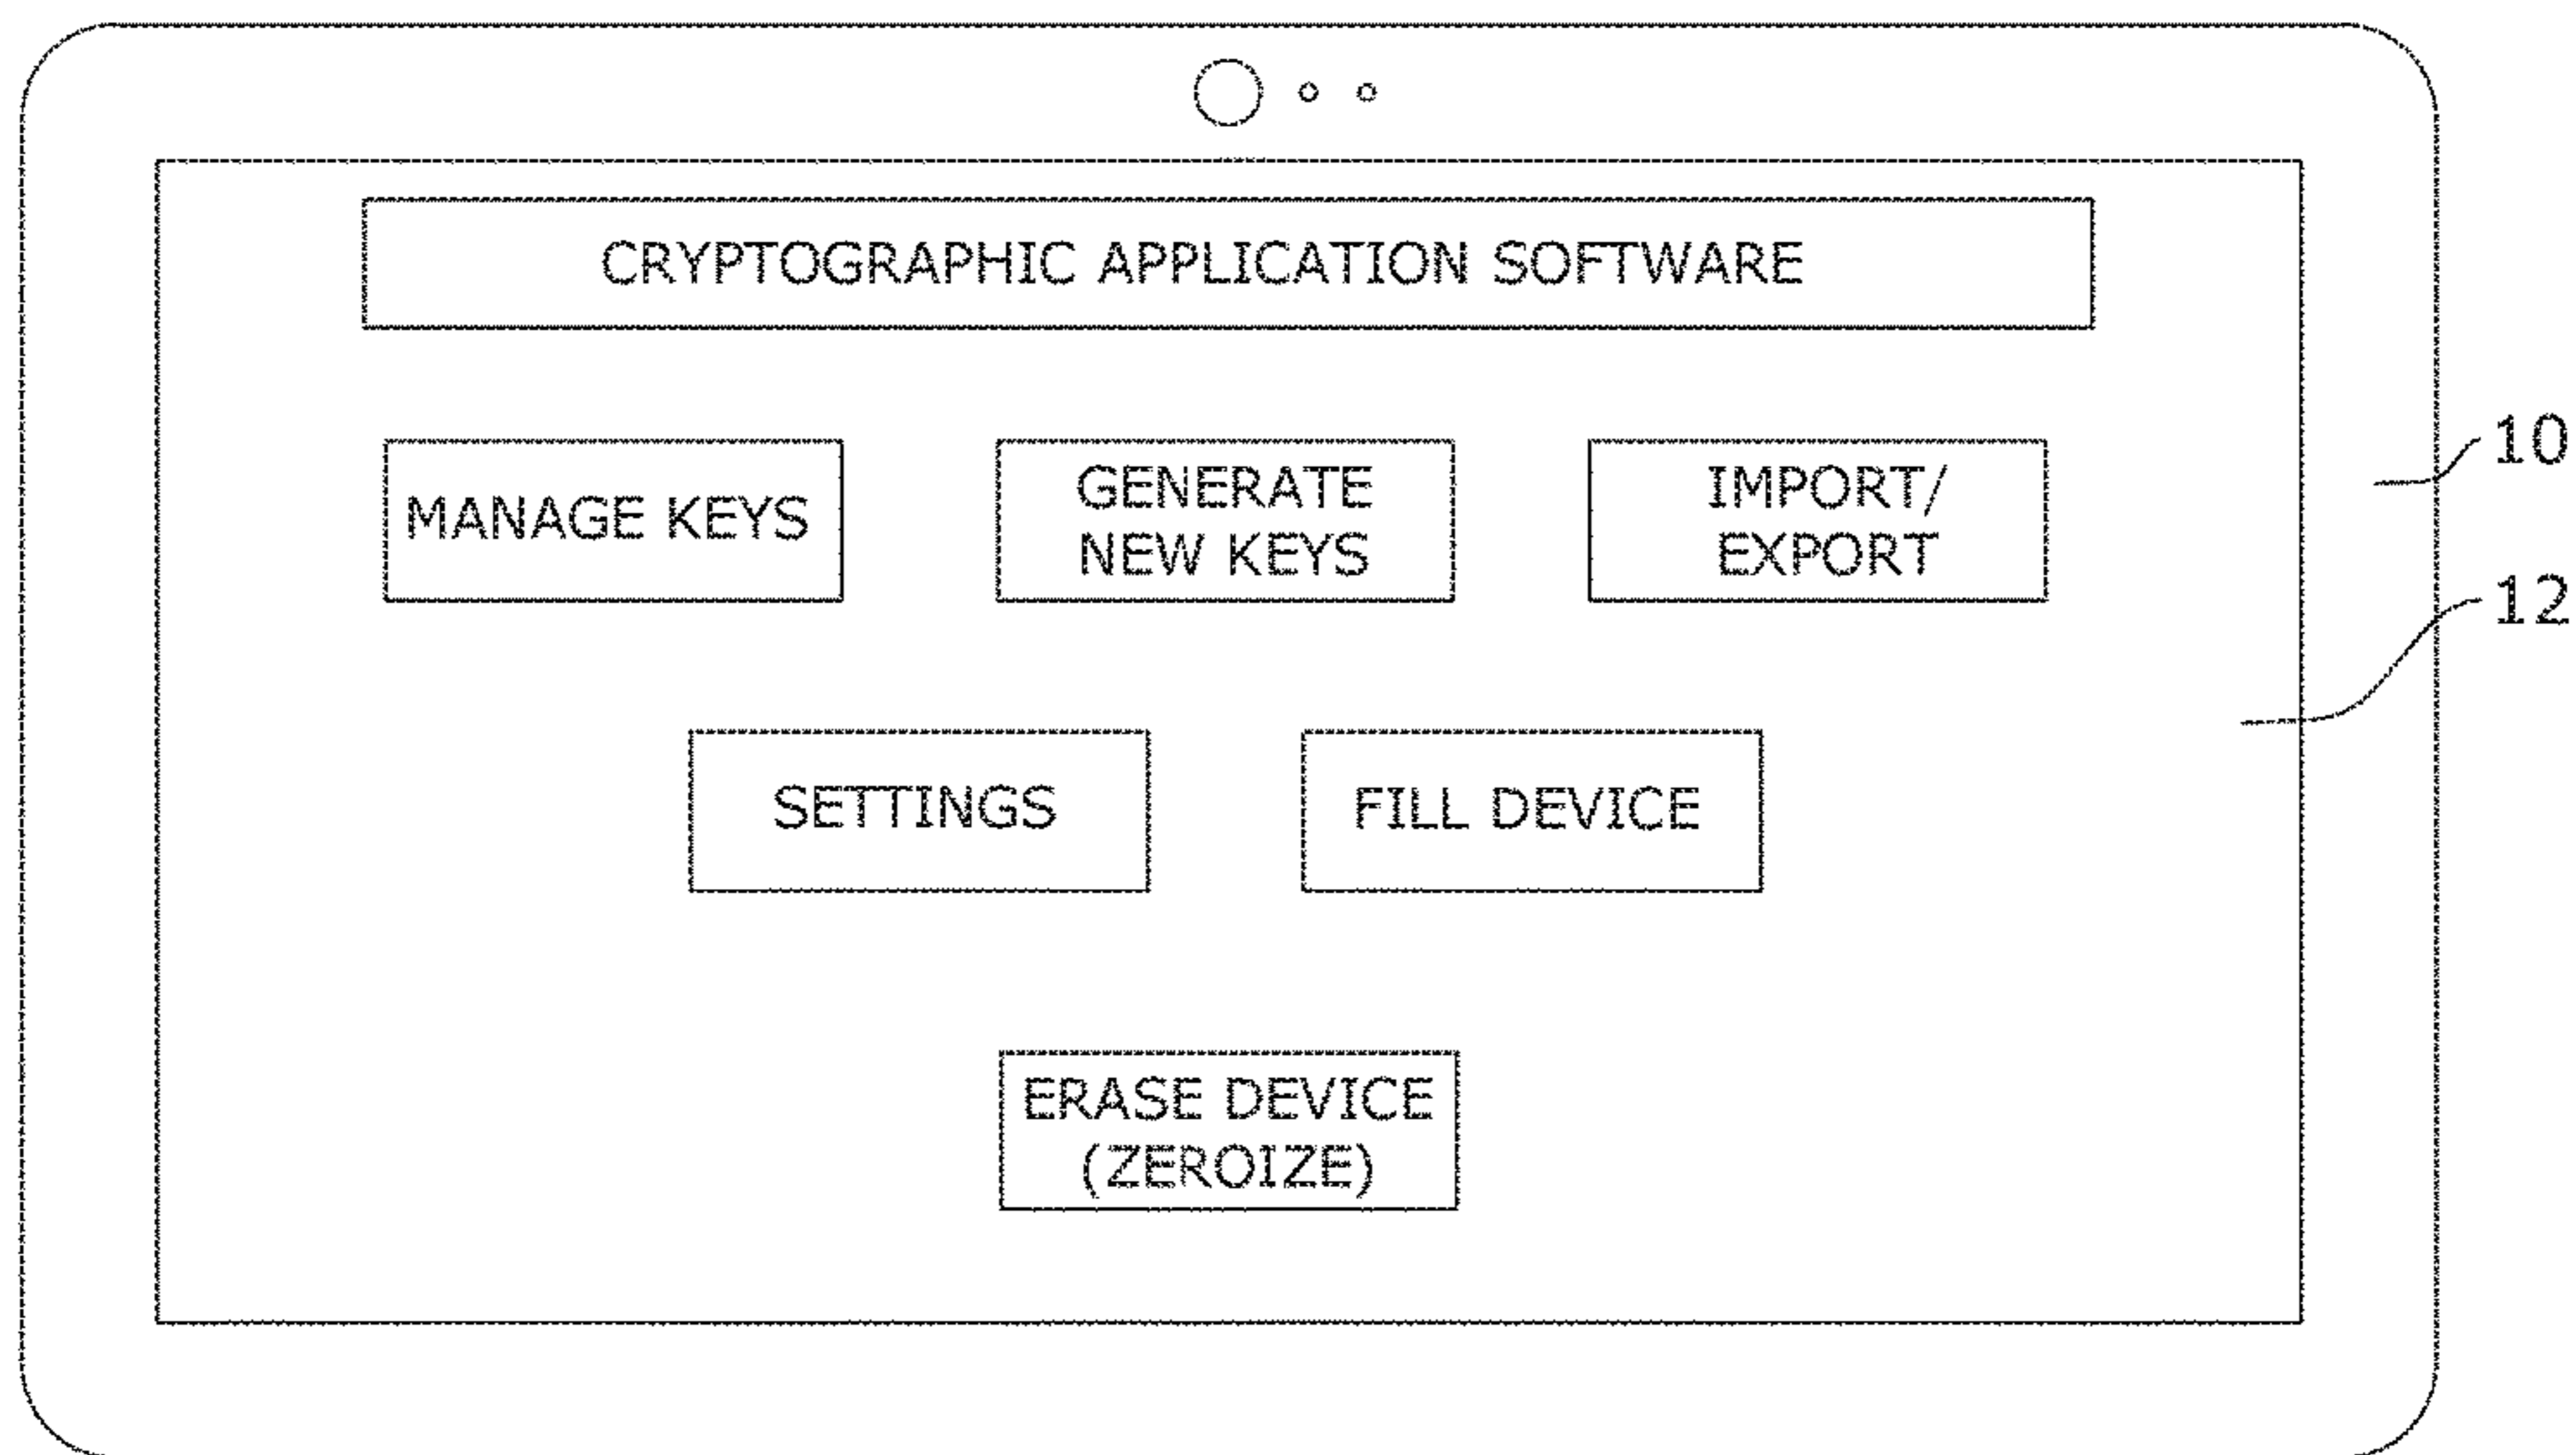 CRYPTOGRAPHIC APPLICATION SOFTWARE
MANAGE KEYS
GENERATE
NEW KEYS
IMPORT/
EXPORT
10
12
SETTINGS
FILL DEVICE
ERASE DEVICE
(ZEROIZE)